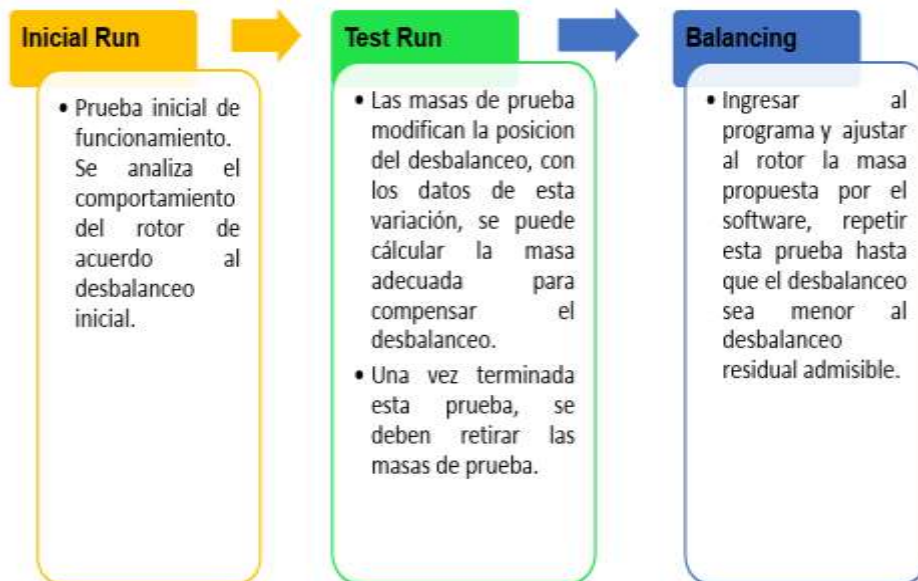 Inicial Run
• Prueba inicial de
funcionamiento.
Se analiza el
comportamiento
del rotor de
acuerdo al
desbalanceo
inicial.
Test Run
• Las masas de prueba
modifican la posicion
del desbalanceo, con
los datos de esta
variación, se puede
cálcular la masa
adecuada para
compensar el
desbalanceo.
• Una vez terminada
esta prueba, se
deben retirar las
masas de prueba.
Balancing
• Ingresar al
programa y ajustar
al rotor la masa
propuesta por el
software, repetir
esta prueba hasta
que el desbalanceo
sea menor al
desbalanceo
residual admisible.